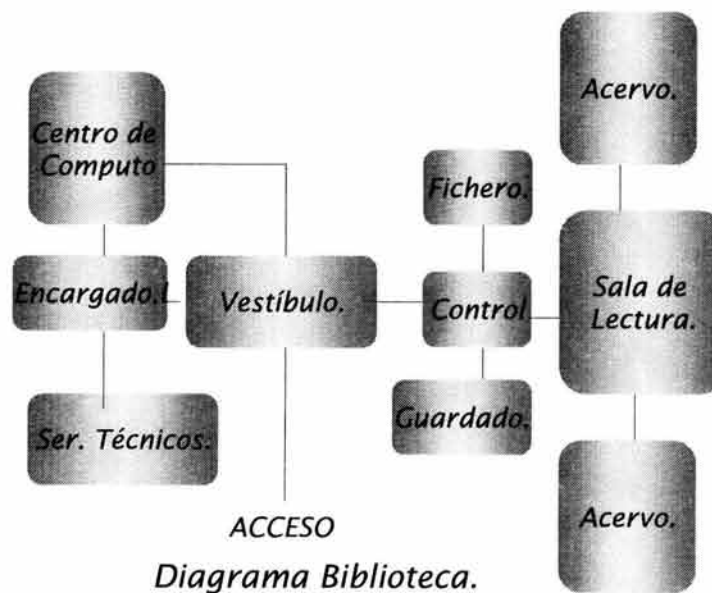 Acervo.
Centro de
Computo
Fichero.
Encargado.l
Vestíbulo.
Control
Sala de
Lectura.
Ser. Técnicos.
Guardado.
Acervo.
ACCESO
Diagrama Biblioteca.